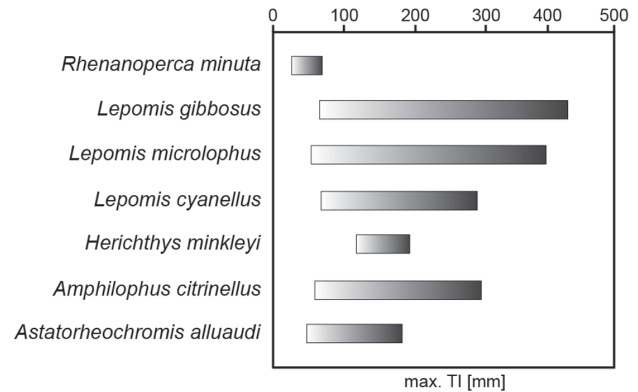 0 100 200 300 400 500
Rhenanoperca minuta
Lepomis gibbosus
Lepomis microlophus
Lepomis cyanellus
Herichthys minkleyi
Amphilophus citrinellus
Astatorheochromis alluaudi
max. Tl [mm]